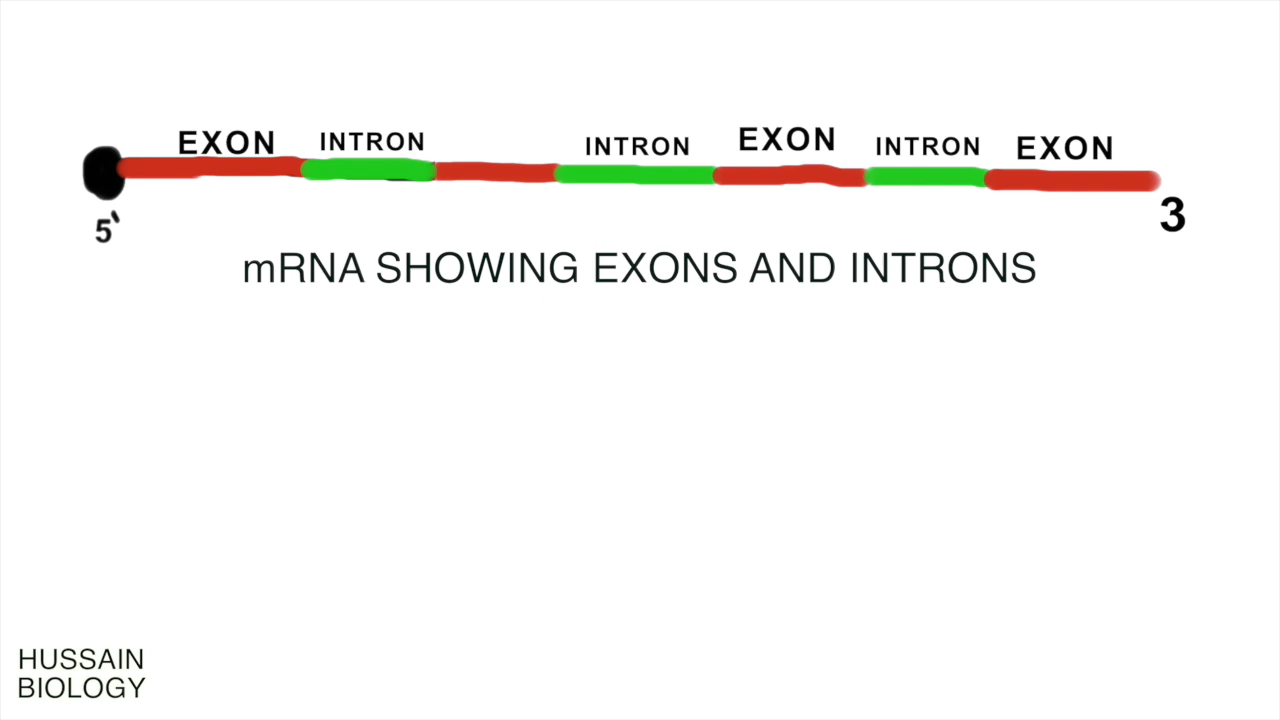 EXON INTRON INTRON EXON INTRON EXON
5`
3
mRNA SHOWING EXONS AND INTRONS
HUSSAIN
BIOLOGY